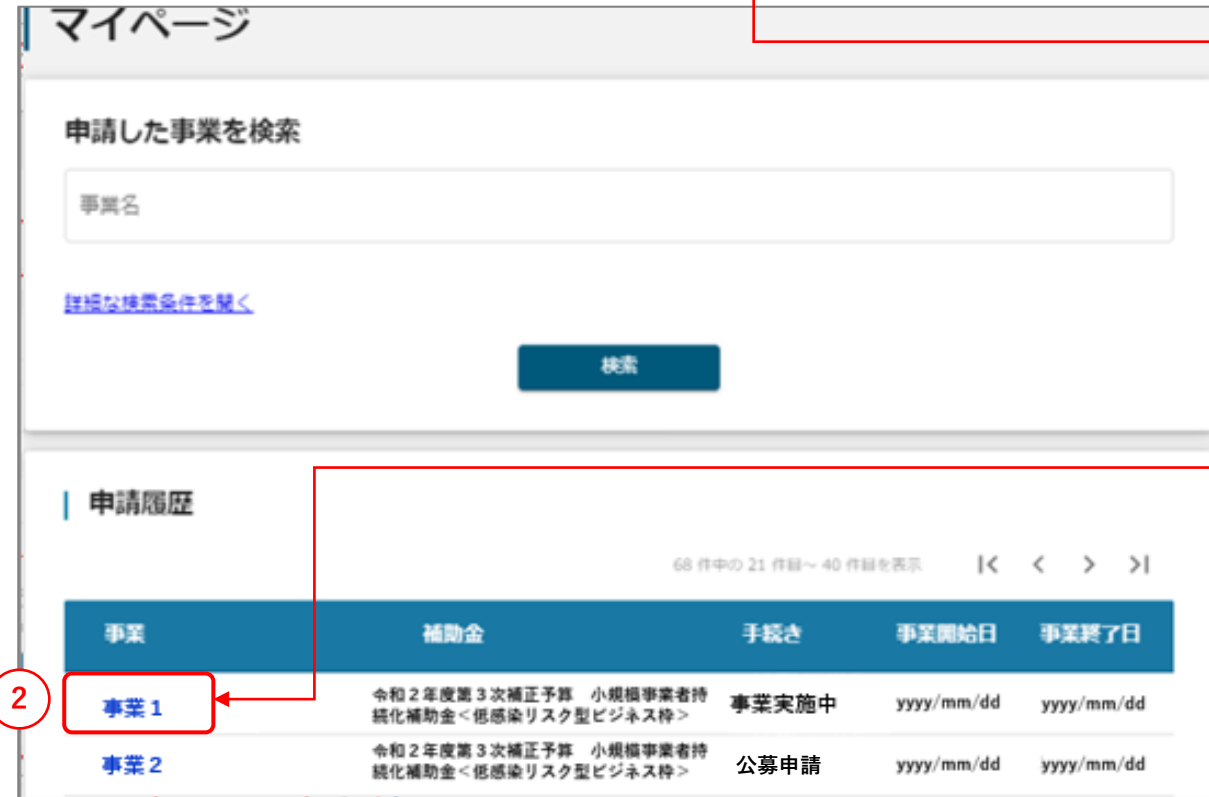 マイページ
申請した事業を検索
事業名
詳細な検索条件を開く
検索
申請履歴
68 件中の 21 件目～ 40 件目を表示
事業 補助金 手続き 事業開始日 事業終了日
2
事業1 令和２年度第３次補正予算　小規模事業者持 事業実施中 yyyy/mm/dd yyyy/mm/dd
続化補助金＜低感染リスク型ビジネス枠＞
事業2 令和２年度第３次補正予算　小規模事業者持 公募申請 yyyy/mm/dd yyyy/mm/dd
続化補助金＜低感染リスク型ビジネス枠＞